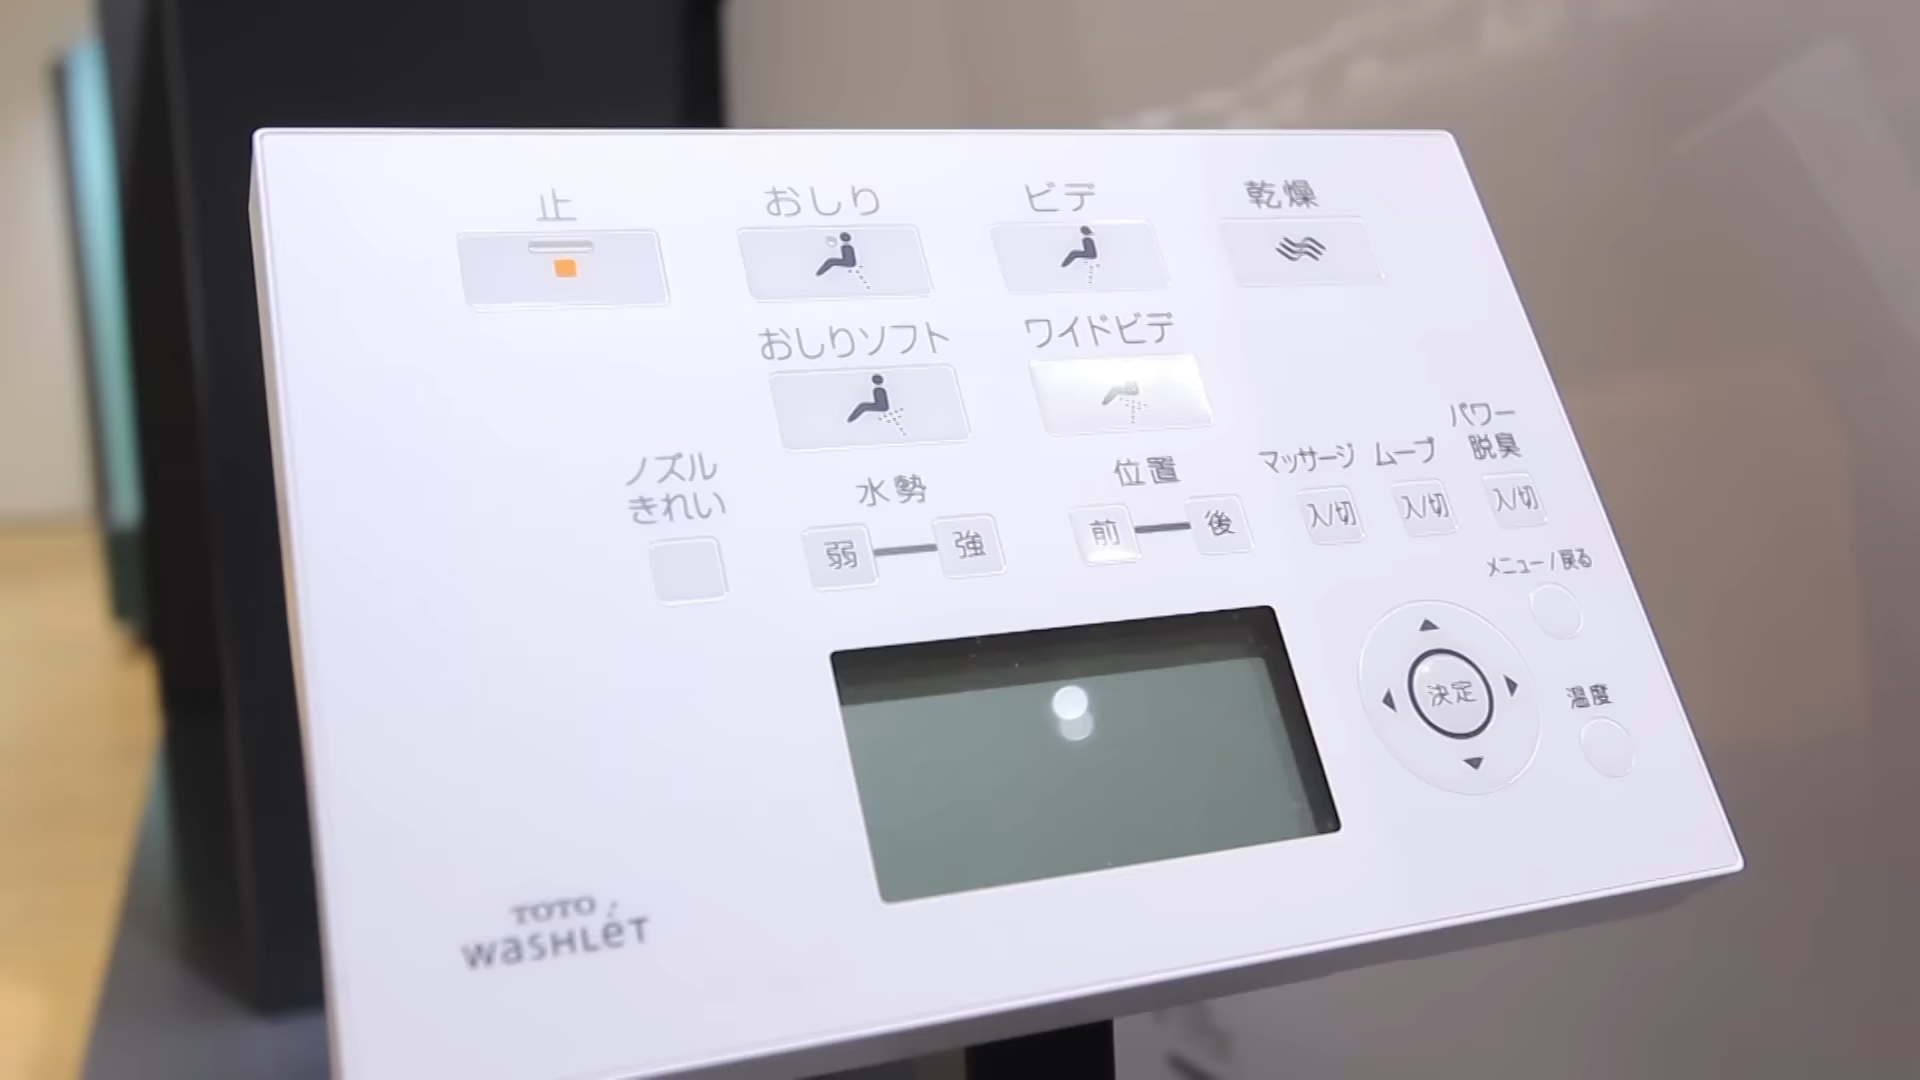 止
おしり
ビデ
乾燥
おしりソフト
ワイドビデ
ノズル
きれい
水勢
弱
強
位置
前
後
マッサージ
入/切
ムーブ
入/切
パワー
脱臭
入/切
メニュー/戻る
決定
温度
TOTO
WASHLET